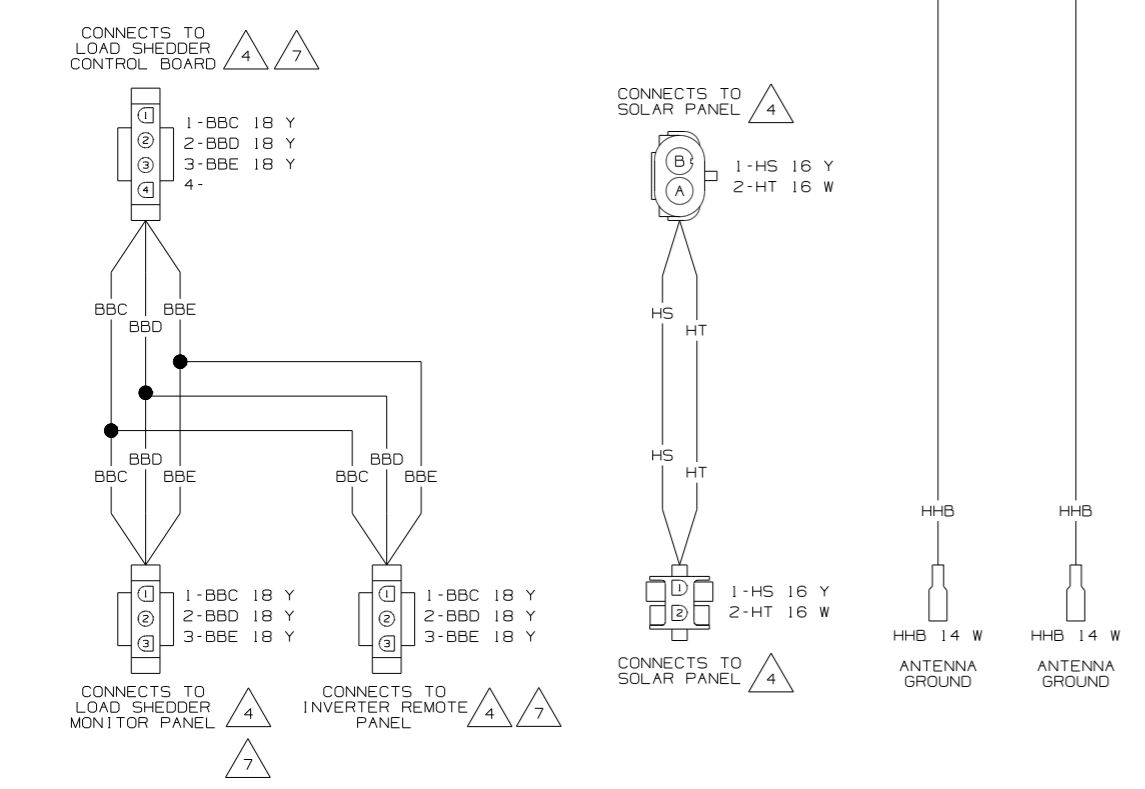 CONNECTS TO
LOAD SHEDDER
CONTROL BOARD
4
7
1
2
3
4
1-BBC 18 Y
2-BBD 18 Y
3-BBE 18 Y
4-
BBC
BBD
BBE
BBC
BBD
BBE
BBC
BBD
BBE
1
2
3
1-BBC 18 Y
2-BBD 18 Y
3-BBE 18 Y
CONNECTS TO
LOAD SHEDDER
MONITOR PANEL
4
7
1
2
3
1-BBC 18 Y
2-BBD 18 Y
3-BBE 18 Y
CONNECTS TO
INVERTER REMOTE
PANEL
4
7
CONNECTS TO
SOLAR PANEL
4
B
A
1-HS 16 Y
2-HT 16 W
HS
HT
HS
HT
1
2
1-HS 16 Y
2-HT 16 W
CONNECTS TO
SOLAR PANEL
4
HHB
HHB 14 W
ANTENNA
GROUND
HHB
HHB 14 W
ANTENNA
GROUND